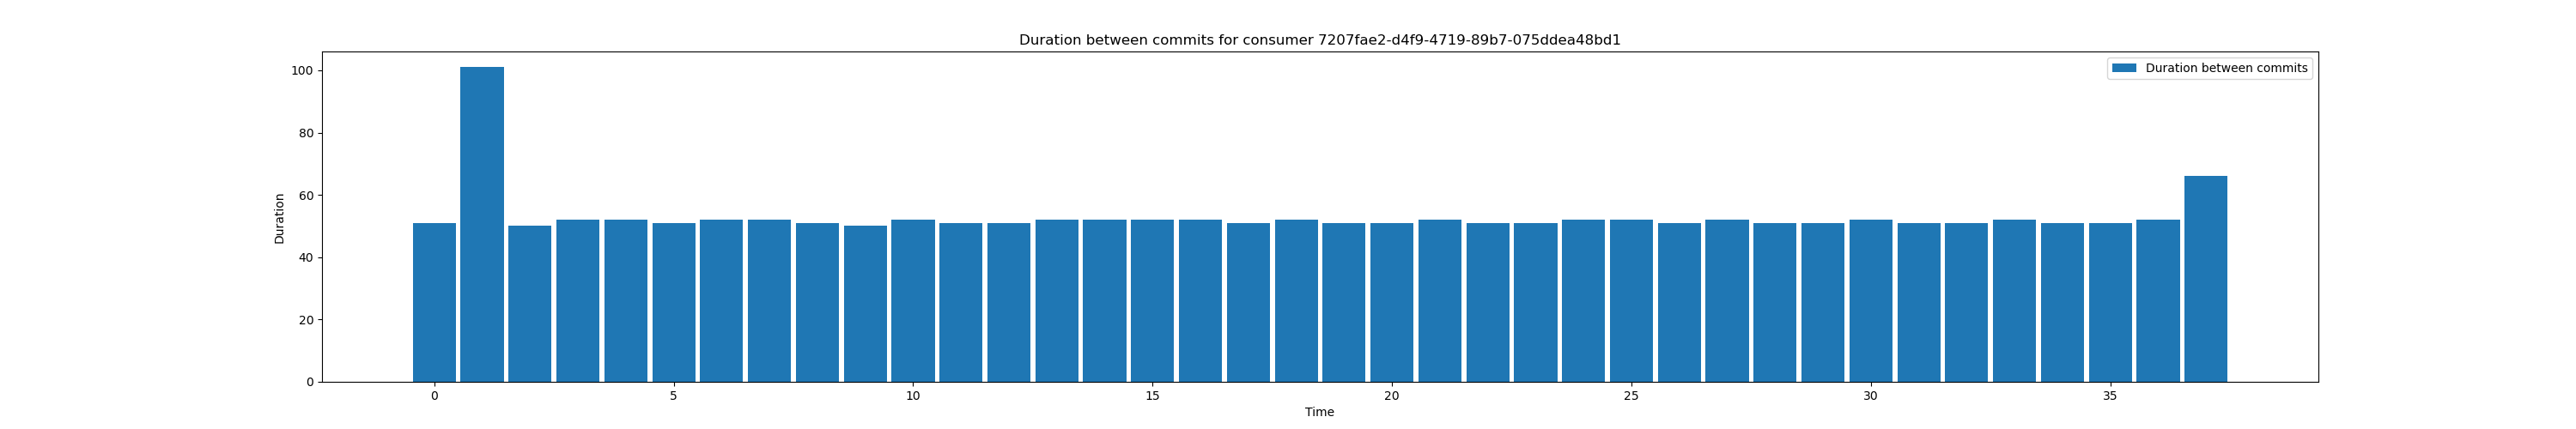 Duration between commits for consumer 7207fae2-d4f9-4719-89b7-075ddea48bd1
Duration between commits
100
80
60
40
20
0
Duration
0 5 10 15 20 25 30 35
Time